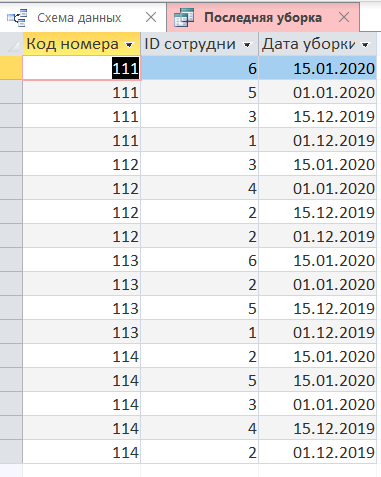 Схема данных Последняя уборка
Код номера ID сотрудни Дата уборки
111 6 15.01.2020
111 5 01.01.2020
111 3 15.12.2019
111 1 01.12.2019
112 3 15.01.2020
112 4 01.01.2020
112 2 15.12.2019
112 2 01.12.2019
113 6 15.01.2020
113 2 01.01.2020
113 5 15.12.2019
113 1 01.12.2019
114 2 15.01.2020
114 5 15.01.2020
114 3 01.01.2020
114 4 15.12.2019
114 2 01.12.2019